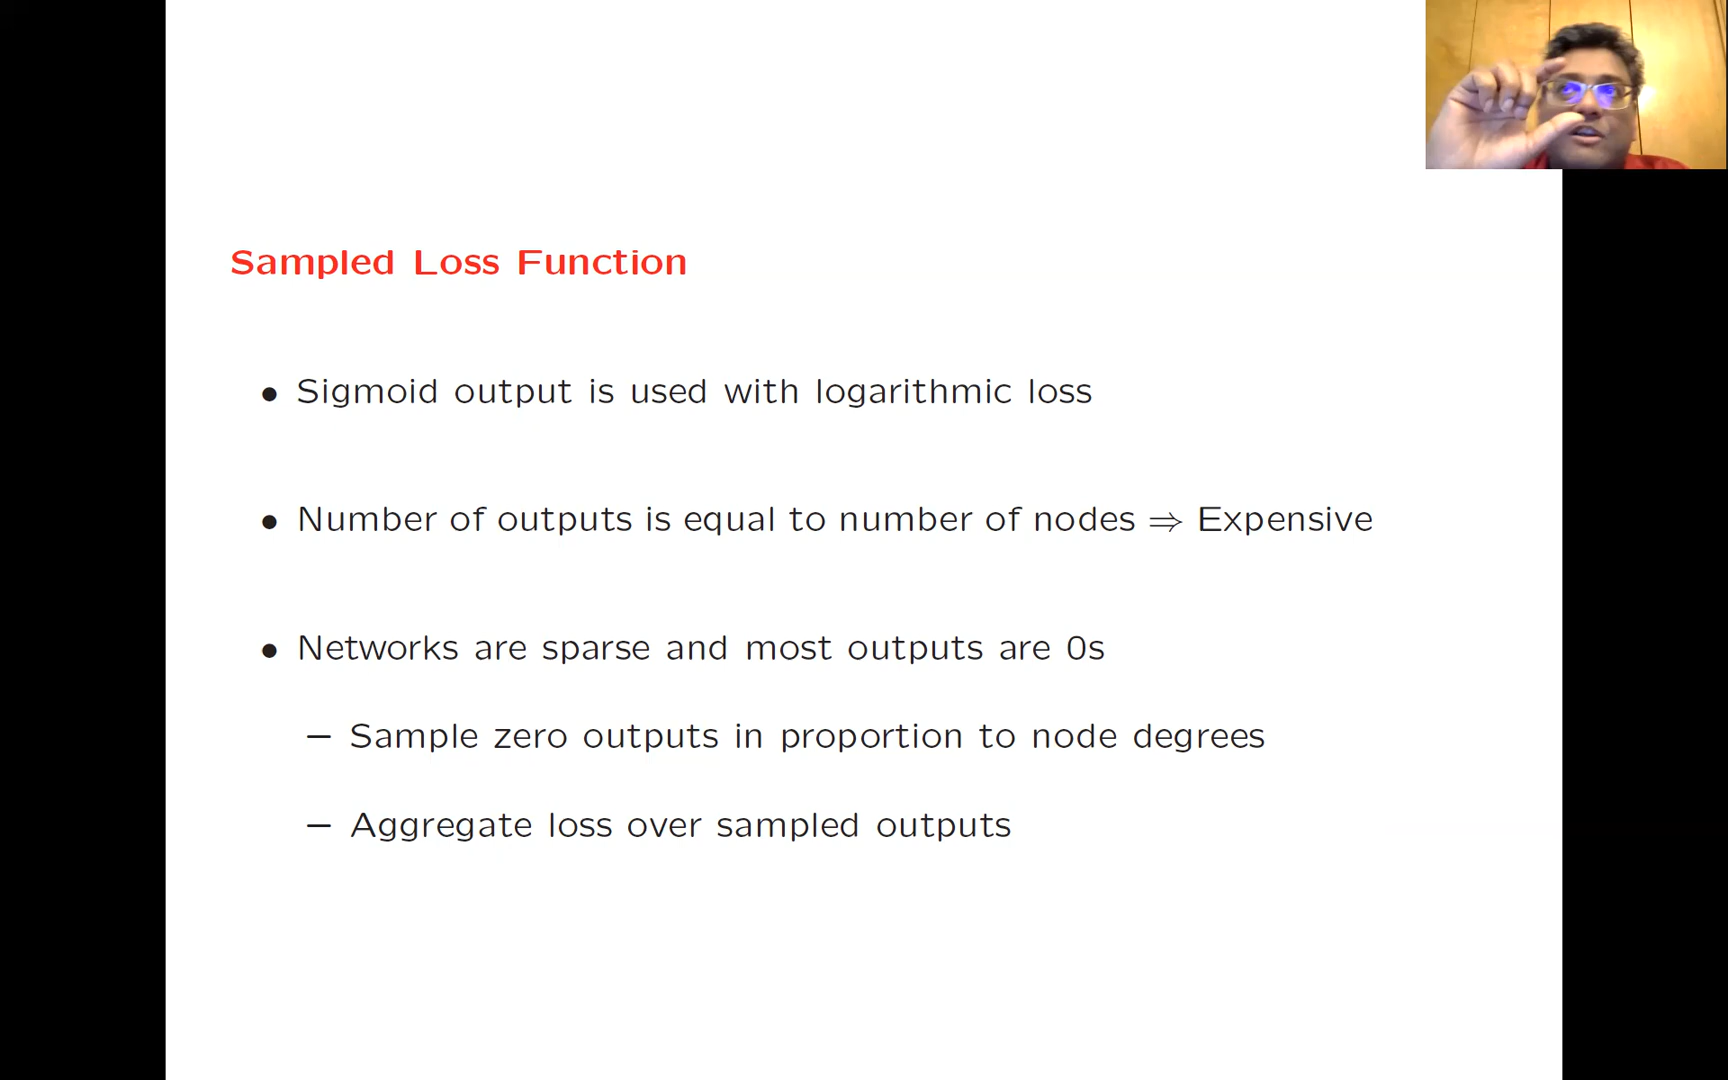 Sampled Loss Function
• Sigmoid output is used with logarithmic loss
• Number of outputs is equal to number of nodes ⇒ Expensive
• Networks are sparse and most outputs are 0s
– Sample zero outputs in proportion to node degrees
– Aggregate loss over sampled outputs